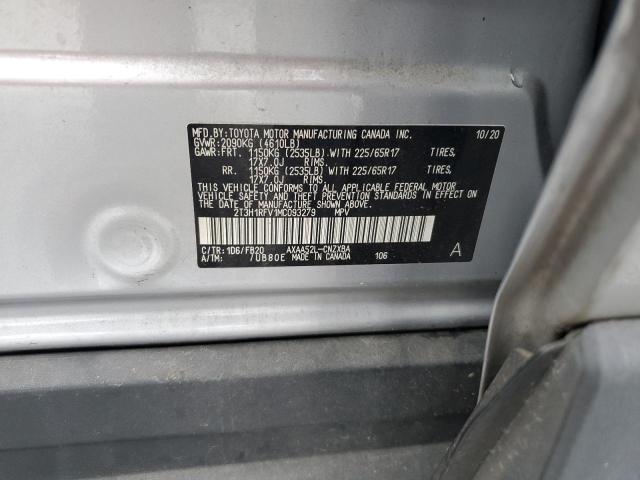 MFD.BY:TOYOTA MOTOR MANUFACTURING CANADA INC. 10/20
GVWR:2090KG (4610LB)
GAWR:FRT. 1150KG (2535LB) WITH 225/65R17 TIRES,
17X7.0J RIMS.
RR. 1150KG (2535LB) WITH 225/65R17 TIRES,
17X7.0J RIMS.
THIS VEHICLE CONFORMS TO ALL APPLICABLE FEDERAL MOTOR
VEHICLE SAFETY AND THEFT PREVENTION STANDARDS IN EFFECT
ON THE DATE OF MANUFACTURE SHOWN ABOVE.
2T3H1RFV1MC093279 MPV
C/TR:1D6/FB20 AXAA52L-CNZXBA
A/TM: /UB80E MADE IN CANADA 106 A